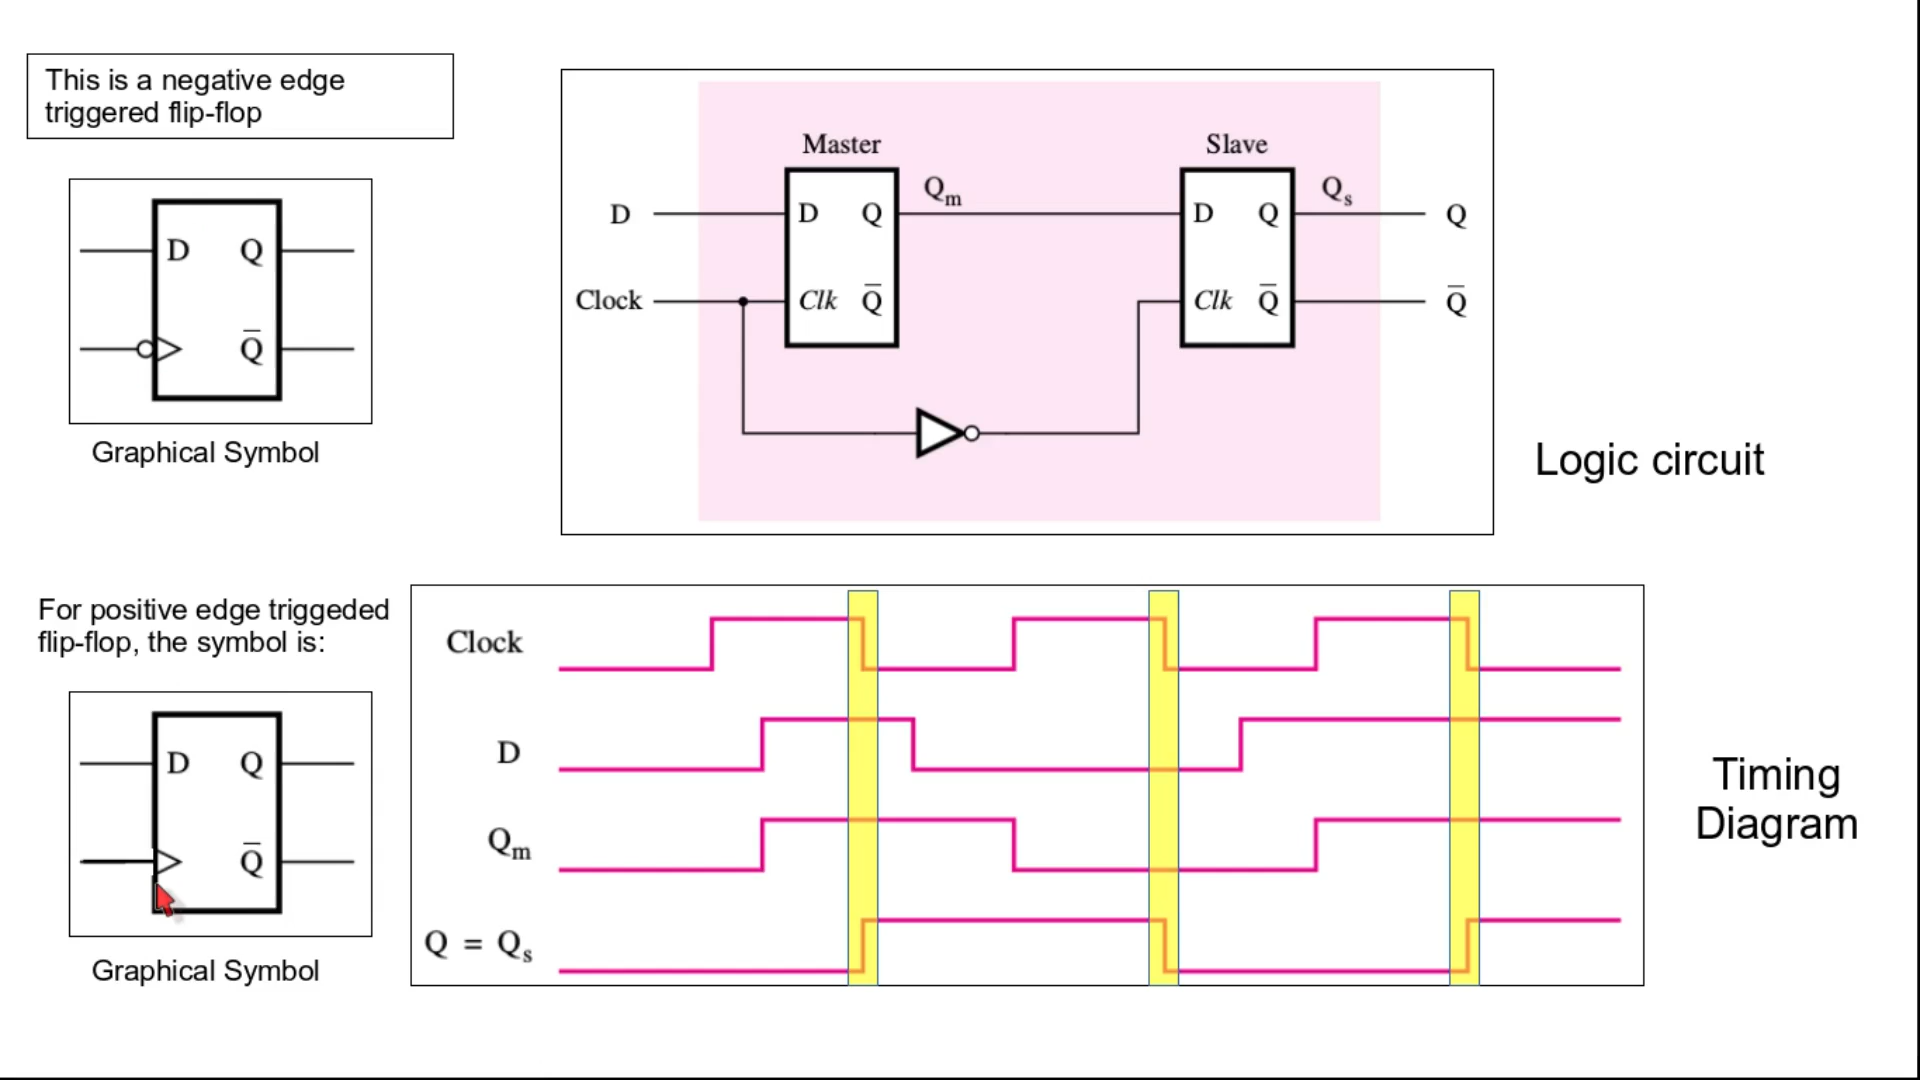 This is a negative edge
triggered flip-flop
D Q
Q̅
Graphical Symbol
Master Slave
Qm Qs
D D Q D Q Q
Clock Clk Q̅ Clk Q̅ Q̅
Logic circuit
For positive edge triggeded
flip-flop, the symbol is:
D Q
Q̅
Graphical Symbol
Clock
D
Qm
Q = Qs
Timing
Diagram